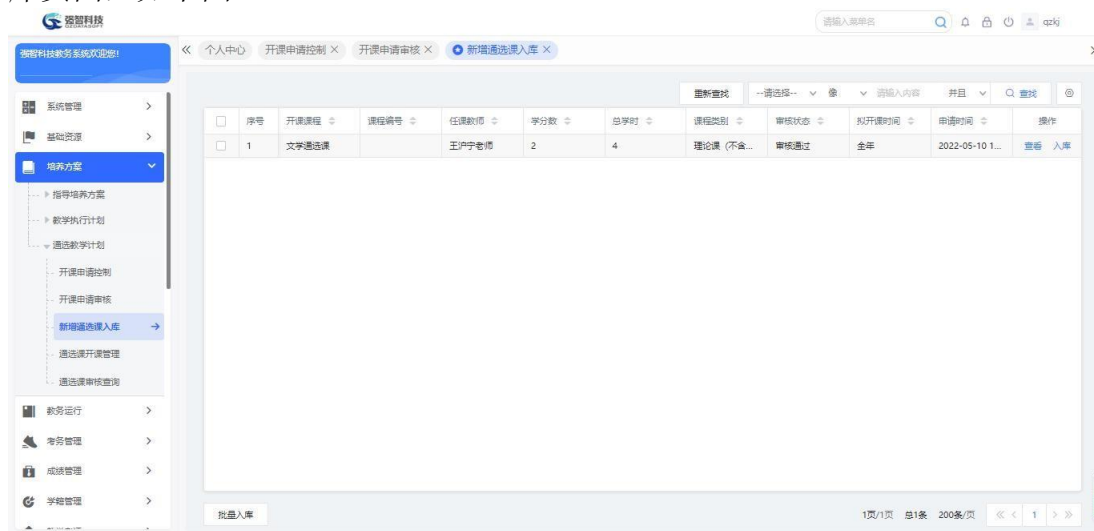 强智科技
请输入菜单名
qzkj
强智科技教务系统欢迎您!
个人中心 开课申请控制 开课申请审核 新增通选课入库
重新查找 --请选择-- 像 请输入内容 并且 查找
序号 开课课程 课程编号 任课教师 学分数 总学时 课程类别 审核状态 拟开课时间 申请时间 操作
1 文学通选课 王沪宁老师 2 4 理论课（不含... 审核通过 全年 2022-05-10 1... 查看 入库
系统管理
基础资源
培养方案
指导培养方案
教学执行计划
通选教学计划
开课申请控制
开课申请审核
新增通选课入库
通选课开课管理
通选课审核查询
教务运行
考务管理
成绩管理
学籍管理
批量入库
1页/1页 总1条 200条/页 1